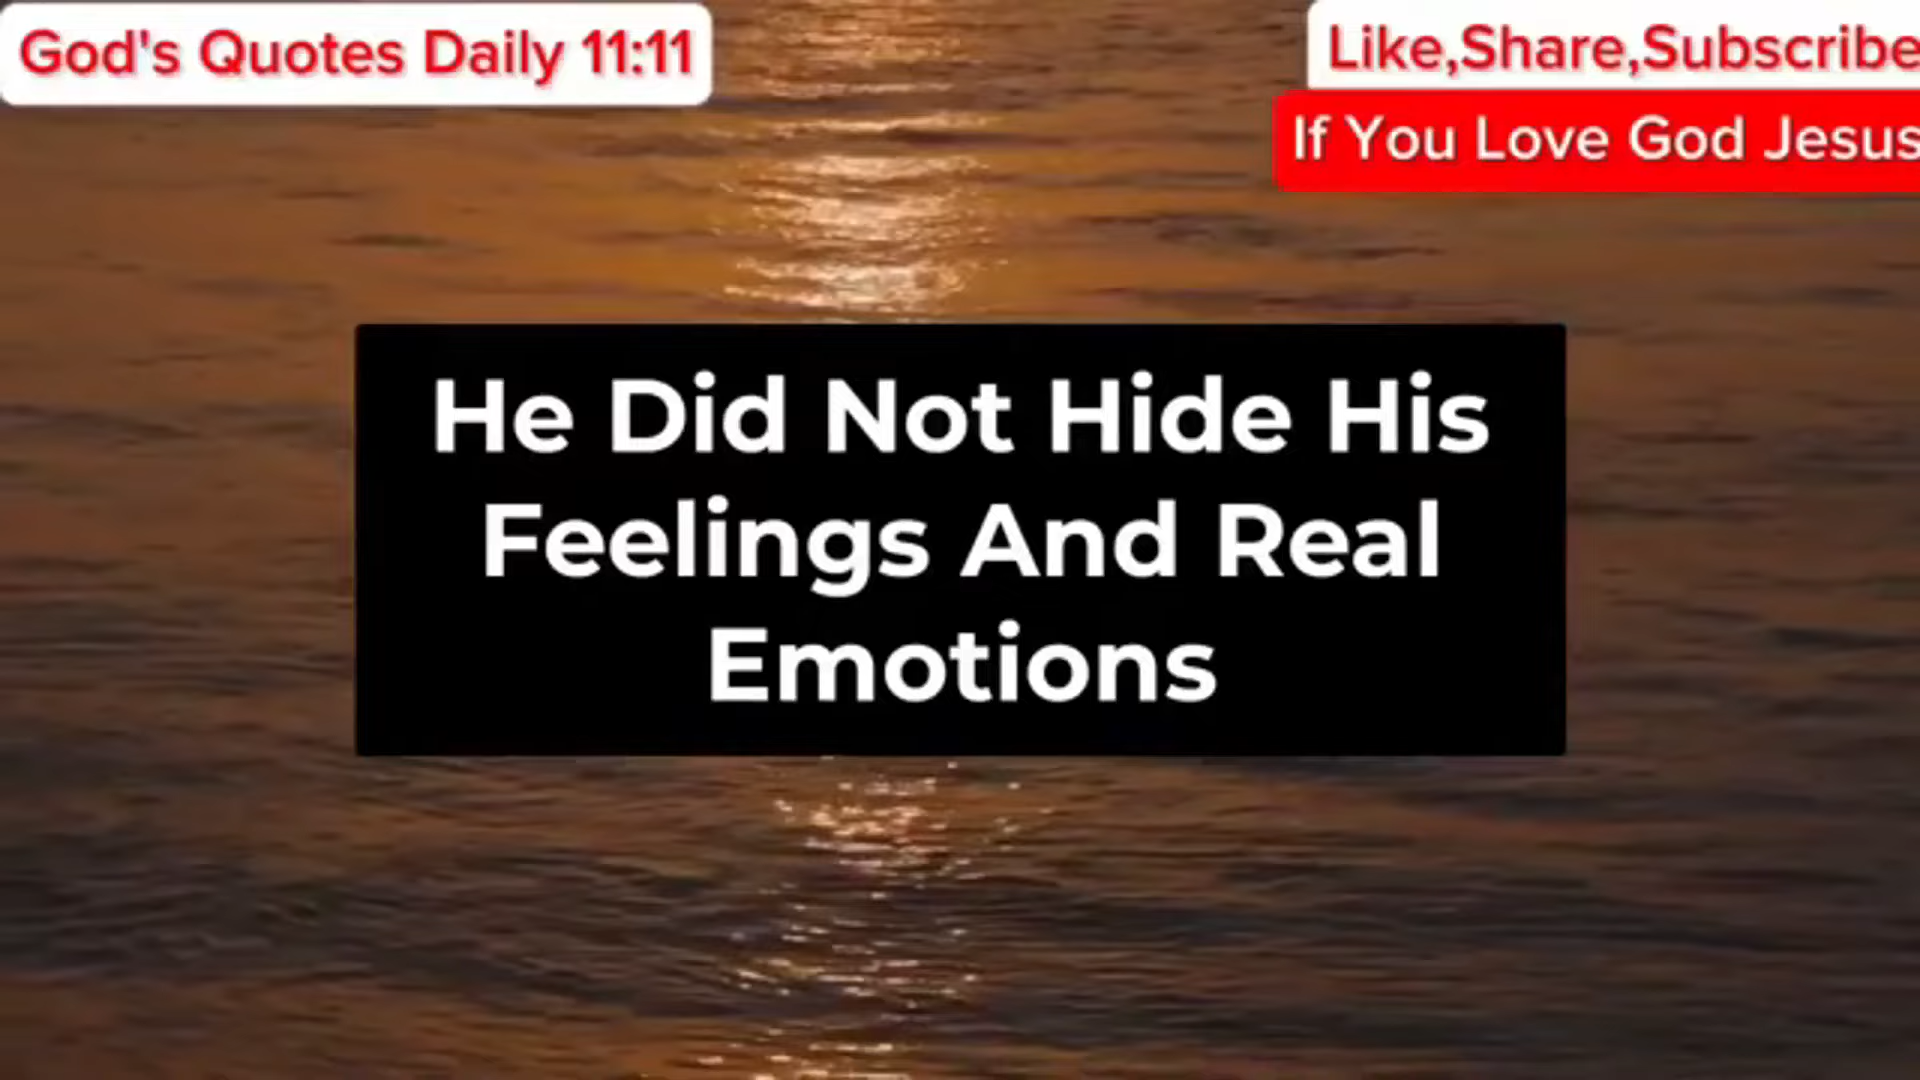 God's Quotes Daily 11:11
Like,Share,Subscribe
If You Love God Jesus
He Did Not Hide His
Feelings And Real
Emotions